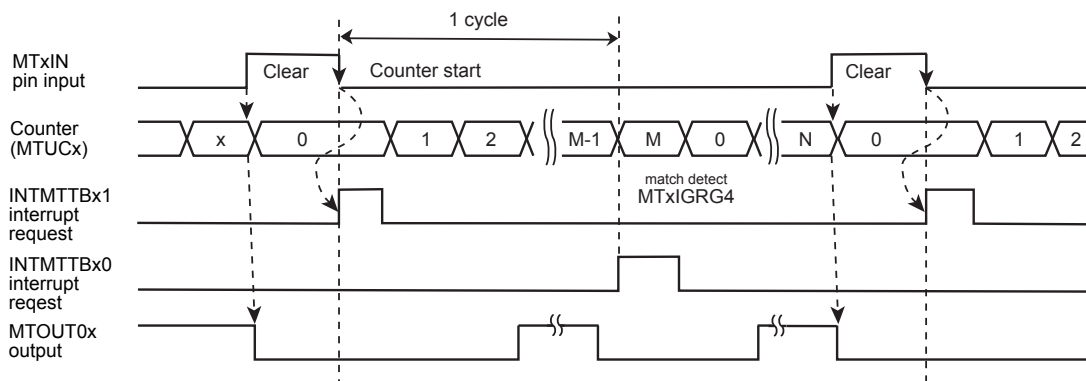 1 cycle
MTxIN
pin input
Clear
Counter start
Clear
Counter
(MTUCx)
x 0 1 2 M-1 M 0 N 0 1 2
match detect
MTxIGRG4
INTMTTBx1
interrupt
request
INTMTTBx0
interrupt
reqest
MTOUT0x
output